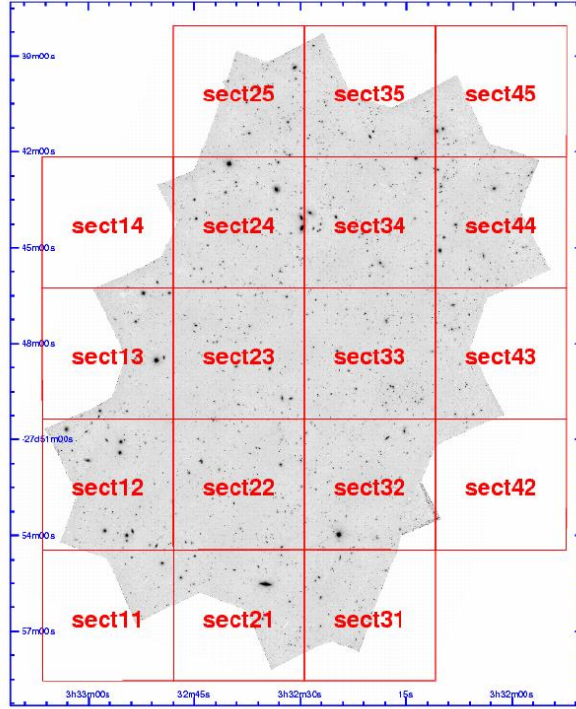 39m00s
sect25 sect35 sect45
42m00s
sect14 sect24 sect34 sect44
45m00s
48m00s
sect13 sect23 sect33 sect43
-27d51m00s
sect12 sect22 sect32 sect42
54m00s
sect11 sect21 sect31
57m00s
3h33m00s 32m45s 3h32m30s 15s 3h32m00s